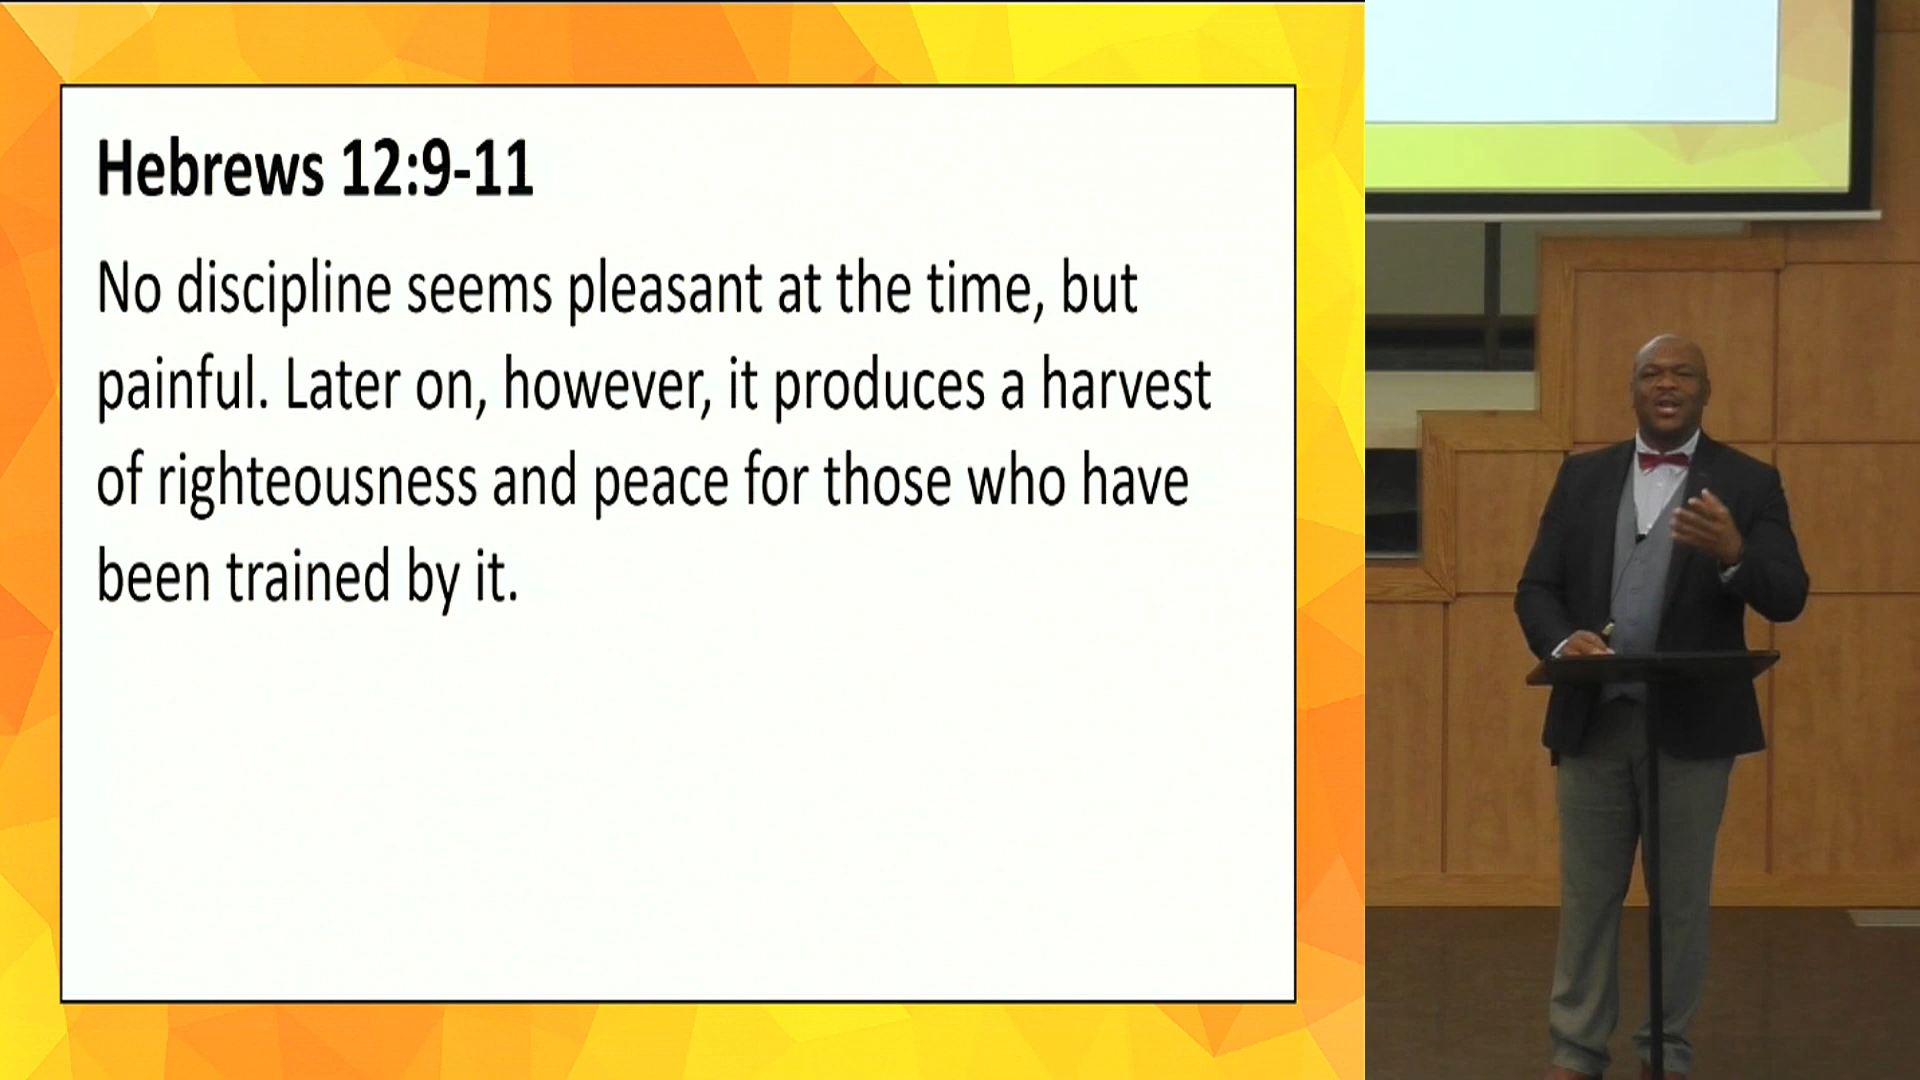 Hebrews 12:9-11
No discipline seems pleasant at the time, but
painful. Later on, however, it produces a harvest
of righteousness and peace for those who have
been trained by it.